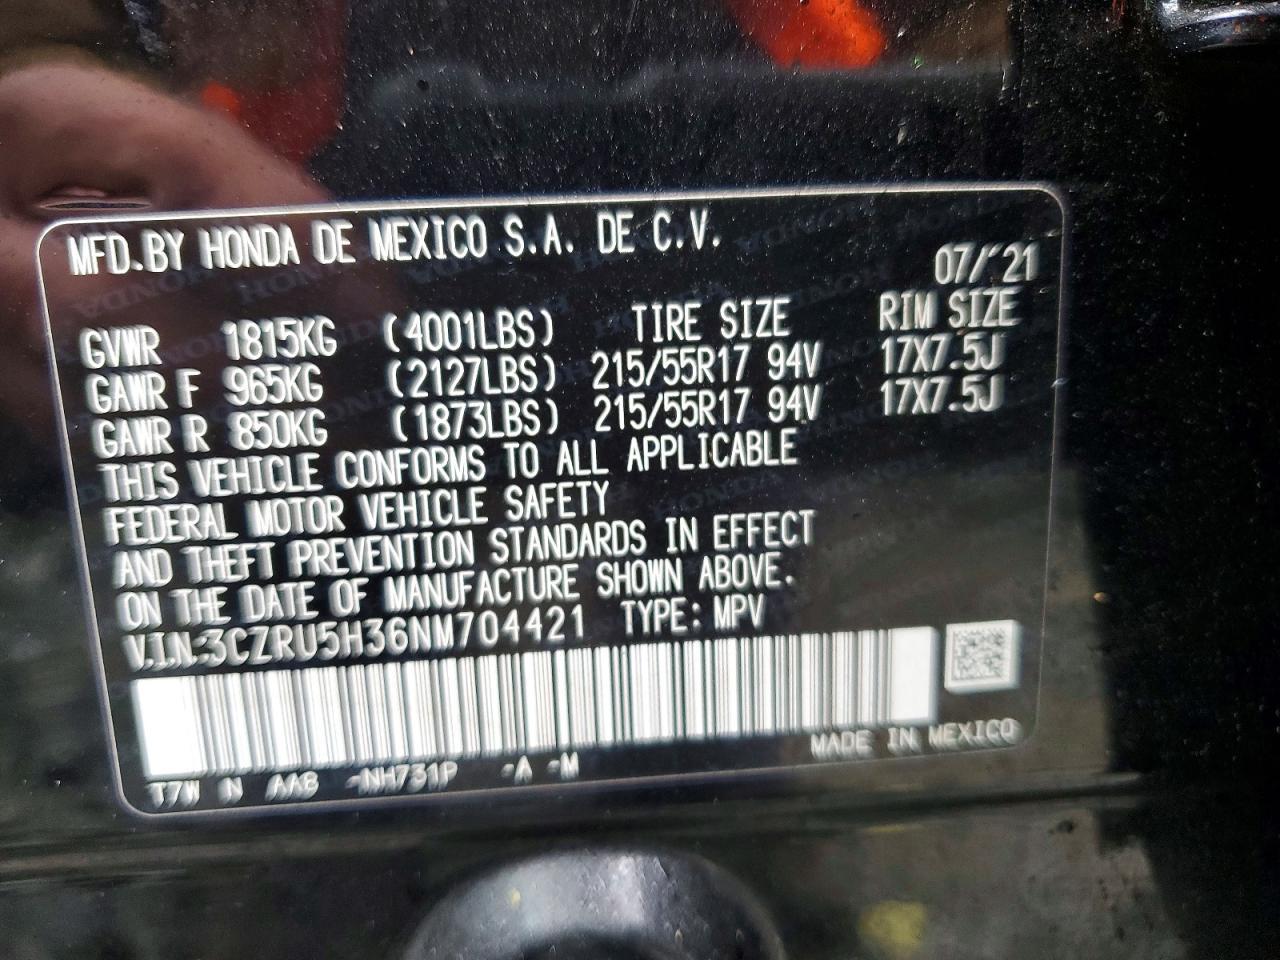 MFD.BY HONDA DE MEXICO S.A. DE C.V.
07/'21
GVWR 1815KG (4001LBS) TIRE SIZE RIM SIZE
GAWR F 965KG (2127LBS) 215/55R17 94V 17X7.5J
GAWR R 850KG (1873LBS) 215/55R17 94V 17X7.5J
THIS VEHICLE CONFORMS TO ALL APPLICABLE
FEDERAL MOTOR VEHICLE SAFETY
AND THEFT PREVENTION STANDARDS IN EFFECT
ON THE DATE OF MANUFACTURE SHOWN ABOVE.
V.I.N:3CZRU5H36NM704421 TYPE: MPV
MADE IN MEXICO
T7W N AA8 -NH731P -A -M